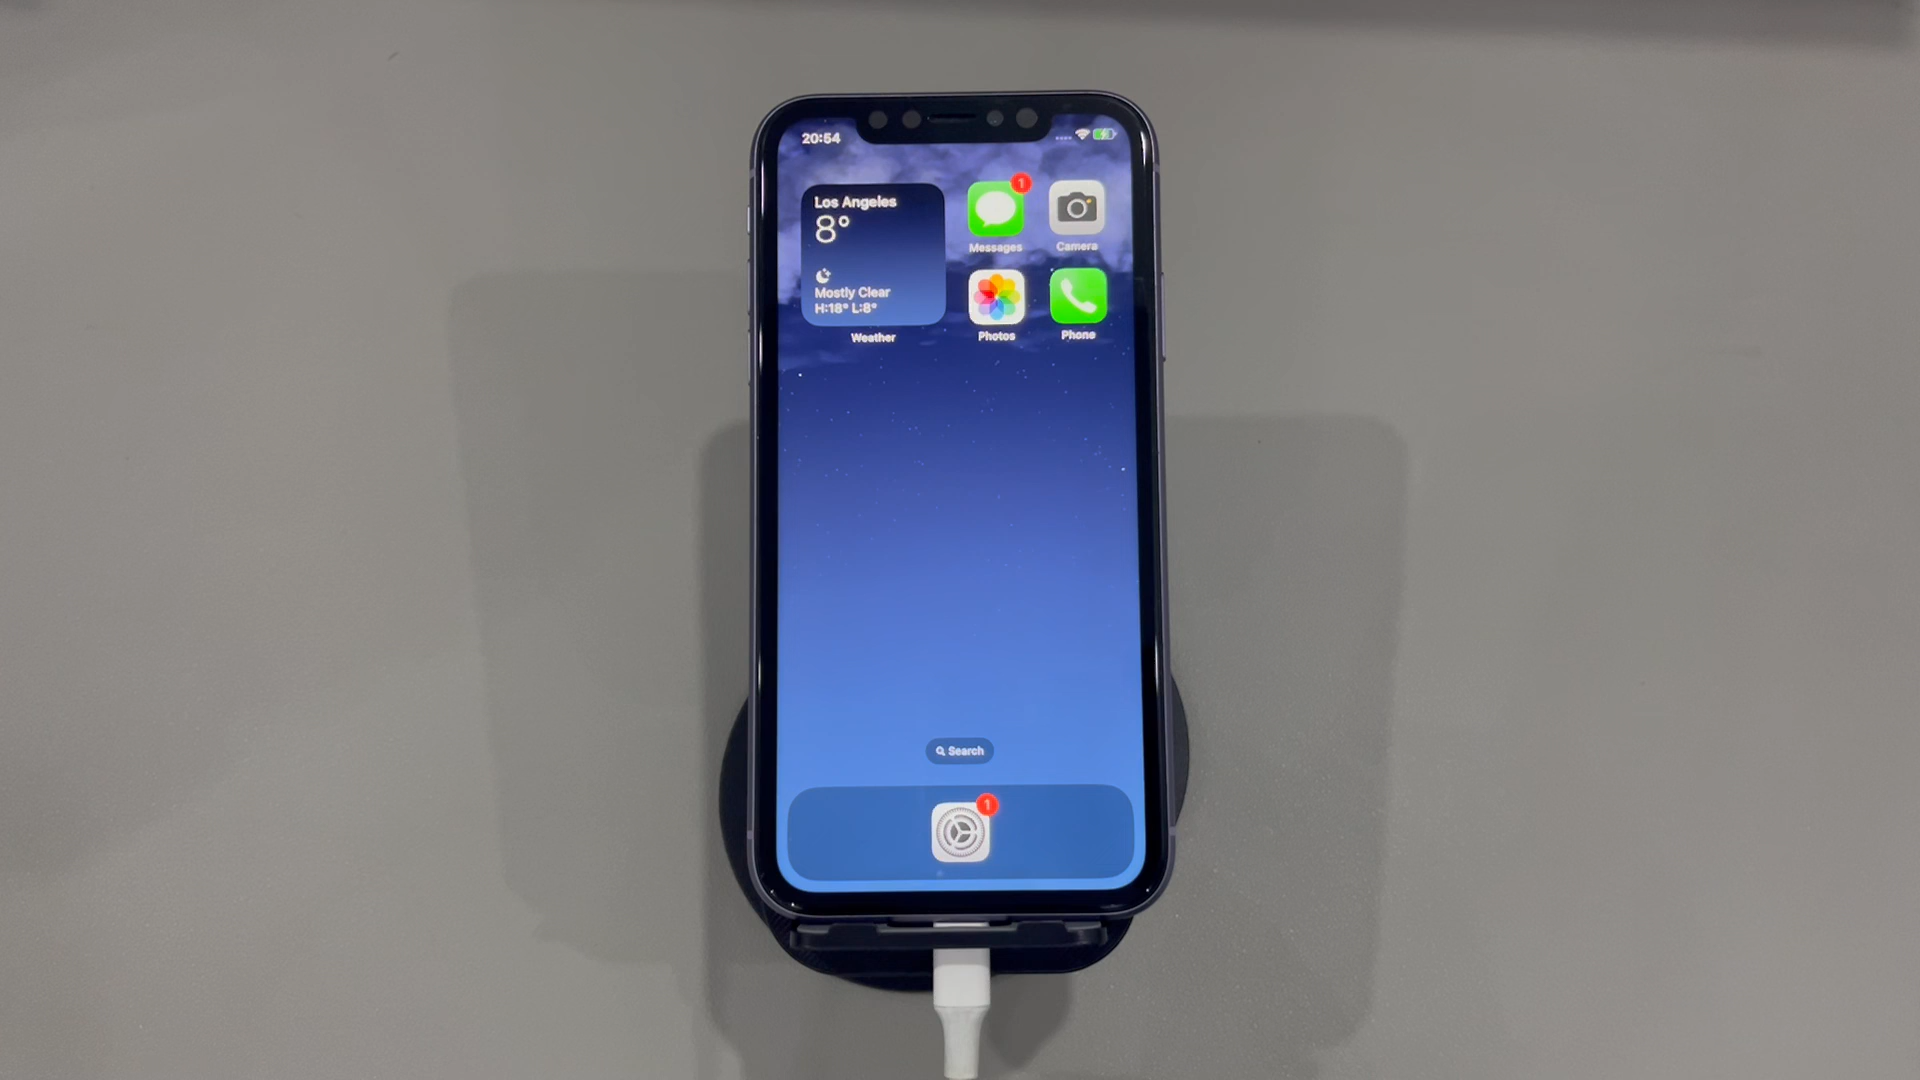 20:54
Los Angeles
8°
Mostly Clear
H:18° L:8°
Weather
1
Messages
Camera
Photos
Phone
Search
1